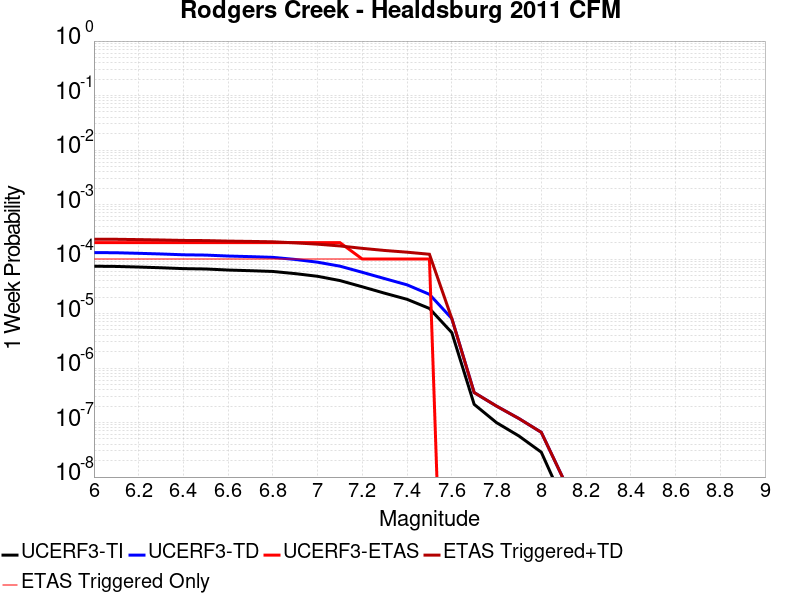 Rodgers Creek - Healdsburg 2011 CFM
1 Week Probability
10^0
10^-1
10^-2
10^-3
10^-4
10^-5
10^-6
10^-7
10^-8
6 6.2 6.4 6.6 6.8 7 7.2 7.4 7.6 7.8 8 8.2 8.4 8.6 8.8 9
Magnitude
UCERF3-TI UCERF3-TD UCERF3-ETAS ETAS Triggered+TD
ETAS Triggered Only